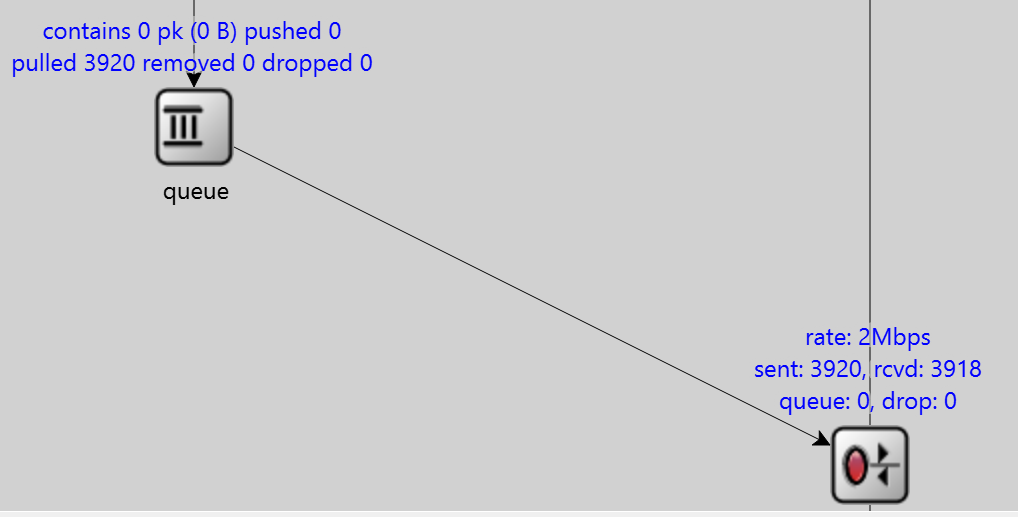 contains 0 pk (0 B) pushed 0
pulled 3920 removed 0 dropped 0
queue
rate: 2Mbps
sent: 3920, rcvd: 3918
queue: 0, drop: 0